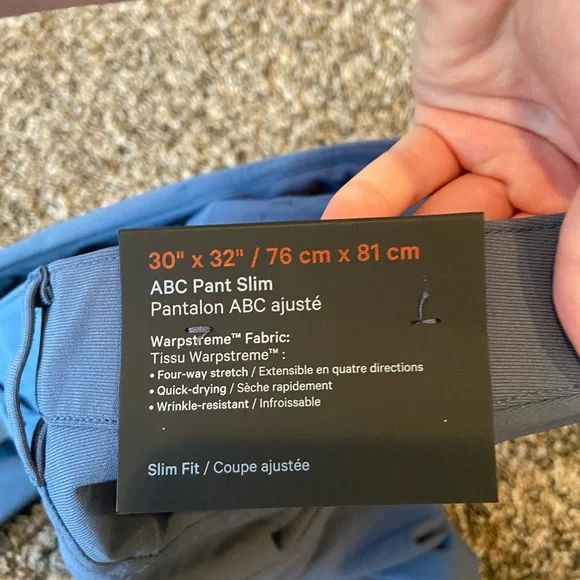 30" x 32" / 76 cm x 81 cm
ABC Pant Slim
Pantalon ABC ajusté
Warpstreme™ Fabric:
Tissu Warpstreme™ :
• Four-way stretch / Extensible en quatre directions
• Quick-drying / Sèche rapidement
• Wrinkle-resistant / Infroissable
Slim Fit / Coupe ajustée